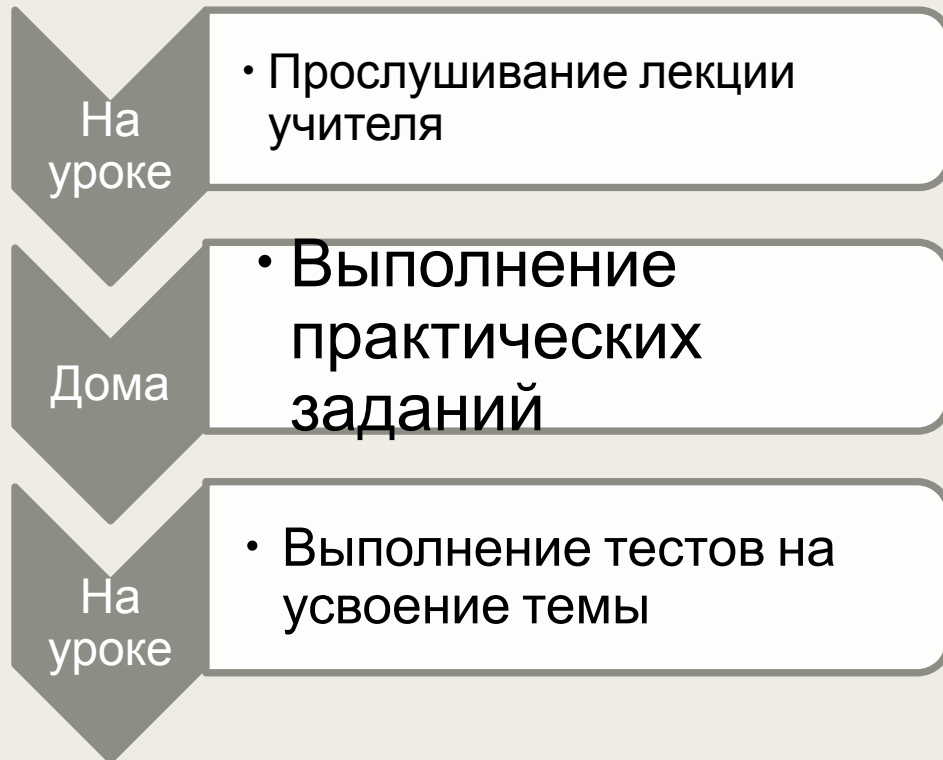 На
уроке
• Прослушивание лекции
учителя
Дома
• Выполнение
практических
заданий
На
уроке
• Выполнение тестов на
усвоение темы